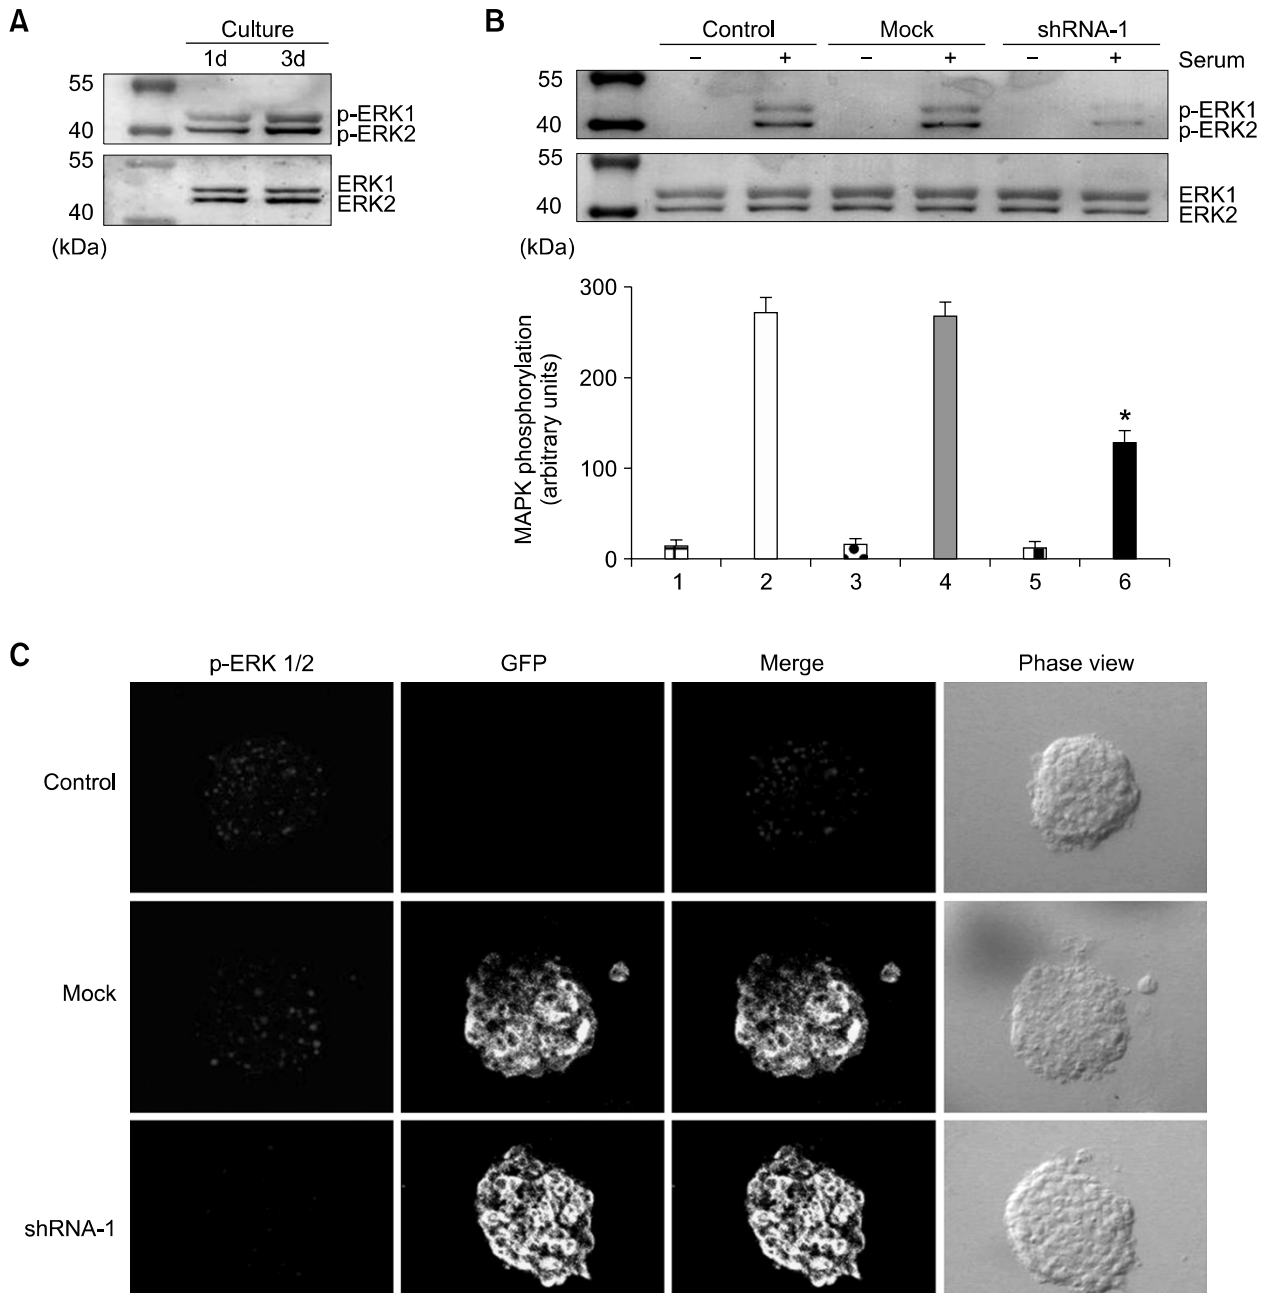 A
Culture
1d 3d
55
40
p-ERK1
p-ERK2
55
40
ERK1
ERK2
(kDa)
B
Control Mock shRNA-1
– + – + – + Serum
55
40
p-ERK1
p-ERK2
55
40
ERK1
ERK2
(kDa)
MAPK phosphorylation
(arbitrary units)
300
200
100
0
*
1 2 3 4 5 6
C
p-ERK 1/2 GFP Merge Phase view
Control
Mock
shRNA-1